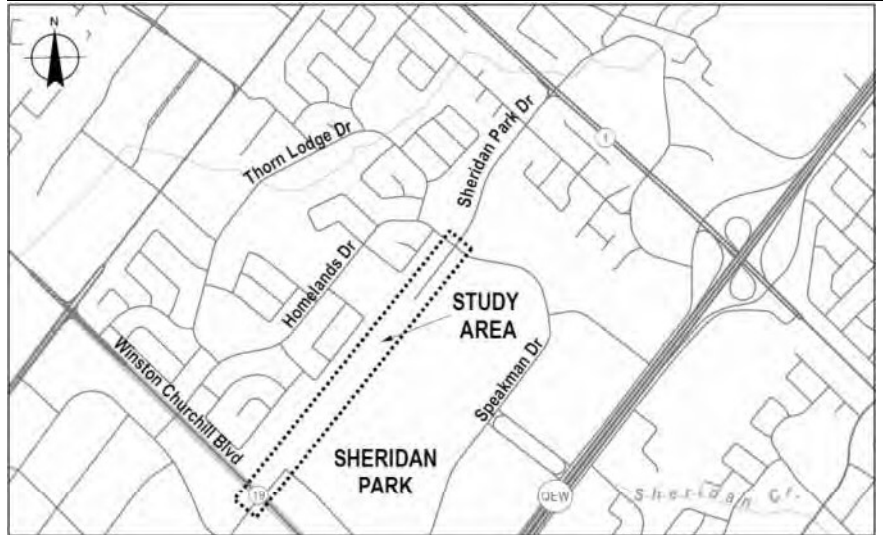 N
Thorn Lodge Dr
Sheridan Park Dr
1
Homelands Dr
STUDY
AREA
Winston Churchill Blvd
Speakman Dr
SHERIDAN
PARK
19
QEW
Sheridan Cr.